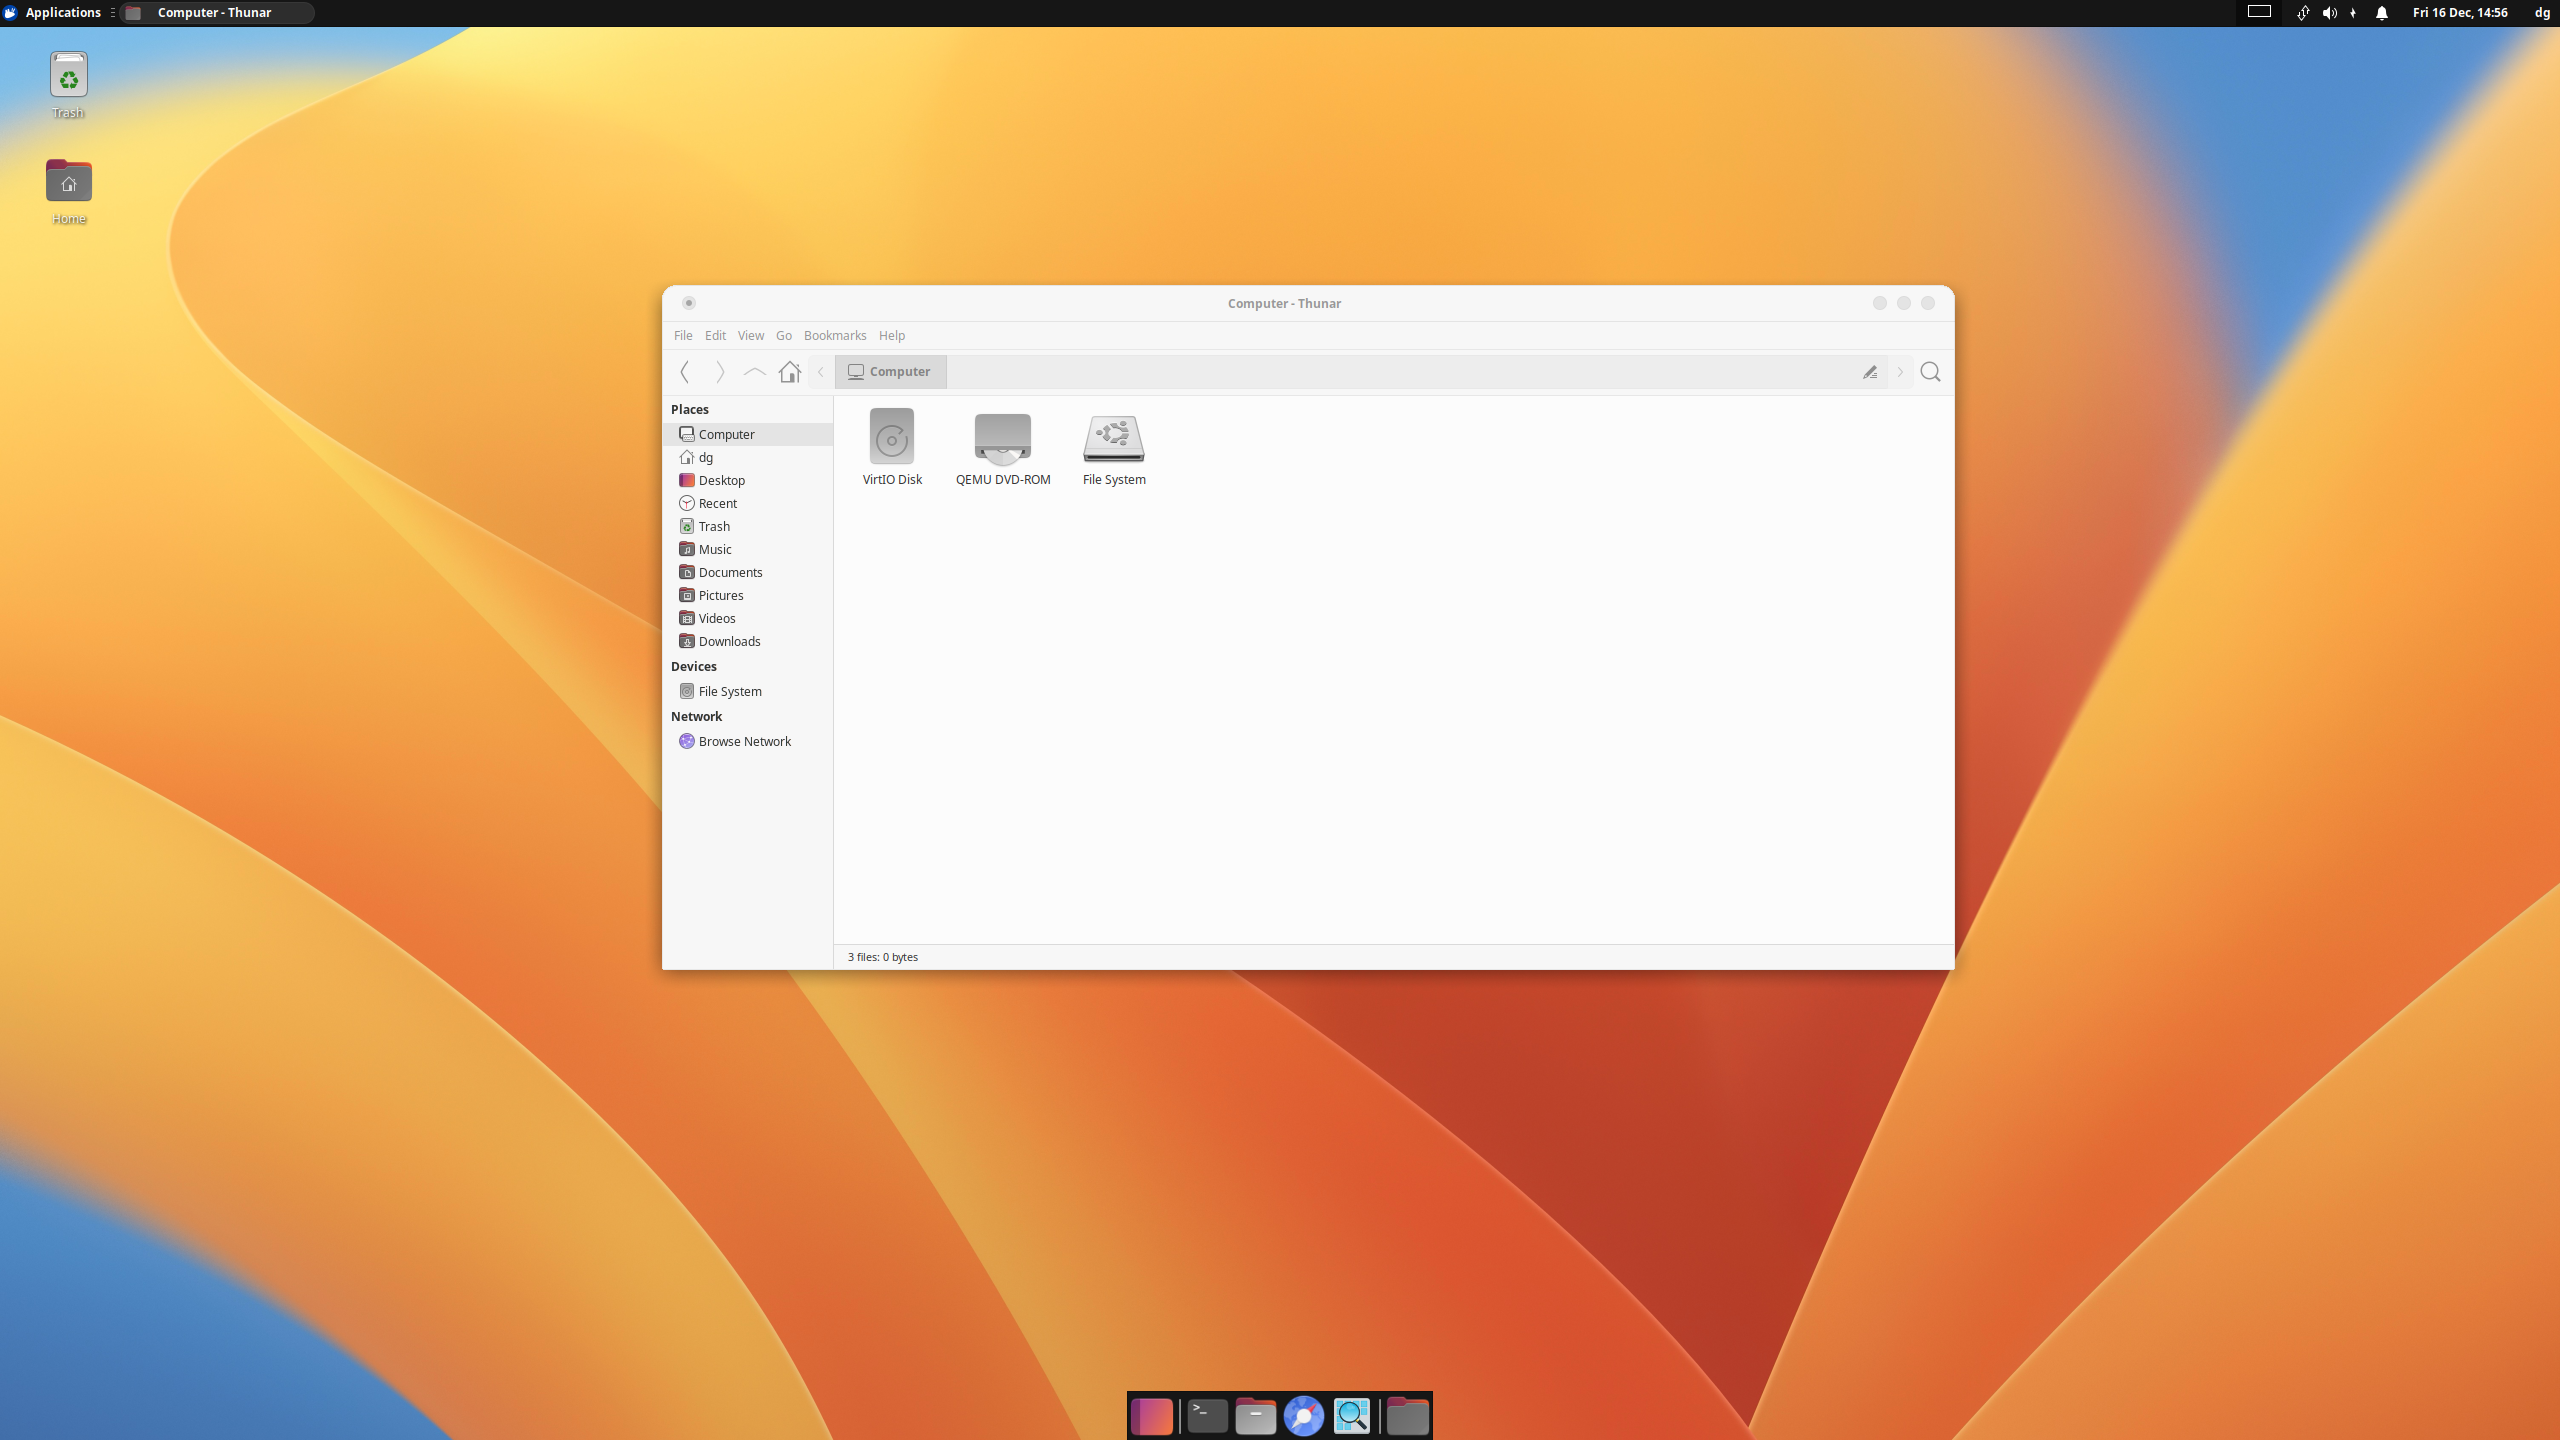 Applications
Computer - Thunar
Fri 16 Dec, 14:56
dg
Trash
Home
Computer - Thunar
File Edit View Go Bookmarks Help
Computer
Places
Computer
dg
Desktop
Recent
Trash
Music
Documents
Pictures
Videos
Downloads
Devices
File System
Network
Browse Network
VirtIO Disk
QEMU DVD-ROM
File System
3 files: 0 bytes
>_